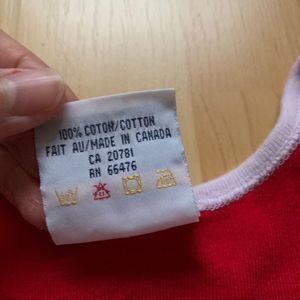 100% COTON/COTTON
FAIT AU/MADE IN CANADA
CA 20781
RN 66476